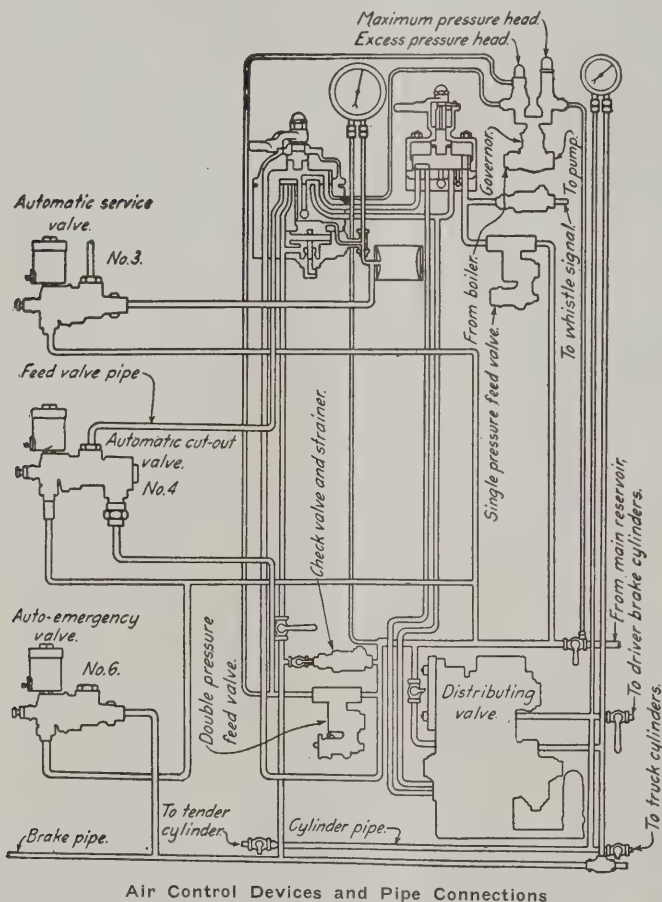 Maximum pressure head.
Excess pressure head.
Governor.
To pump.
From boiler.
To whistle signal.
Single pressure feed valve.
Automatic service
valve.
No.3.
Feed valve pipe
Automatic cut-out
valve.
No.4
Check valve and strainer.
From main reservoir.
To driver brake cylinders.
To truck cylinders.
Auto-emergency
valve.
No.6.
Double pressure
feed valve.
Distributing
valve.
To tender
cylinder.
Cylinder pipe.
Brake pipe.
Air Control Devices and Pipe Connections